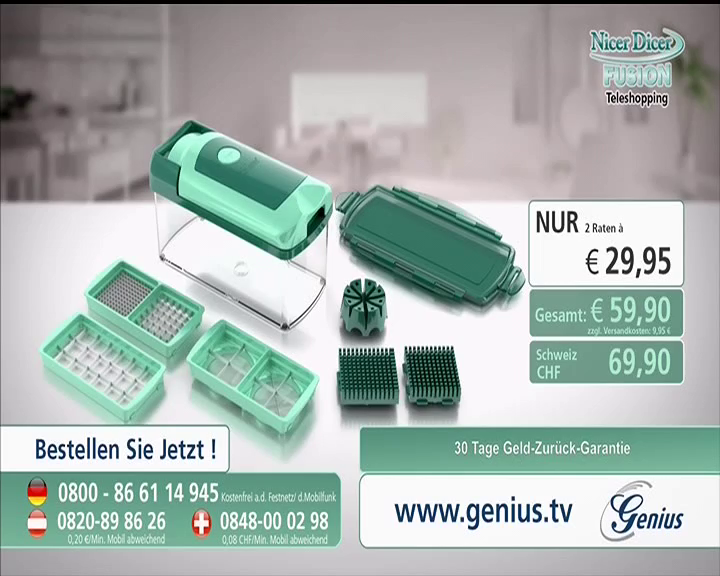 Nicer Dicer
FUSION
Teleshopping
NUR 2 Raten à
€ 29,95
Gesamt: € 59,90
zzgl. Versandkosten: 9,95 €
Schweiz
CHF 69,90
Bestellen Sie Jetzt !
30 Tage Geld-Zurück-Garantie
0800 - 86 61 14 945 Kostenfrei a.d. Festnetz/ d.Mobilfunk
0820-89 86 26
0,20 €/Min. Mobil abweichend
0848-00 02 98
0,08 CHF/Min. Mobil abweichend
www.genius.tv
Genius